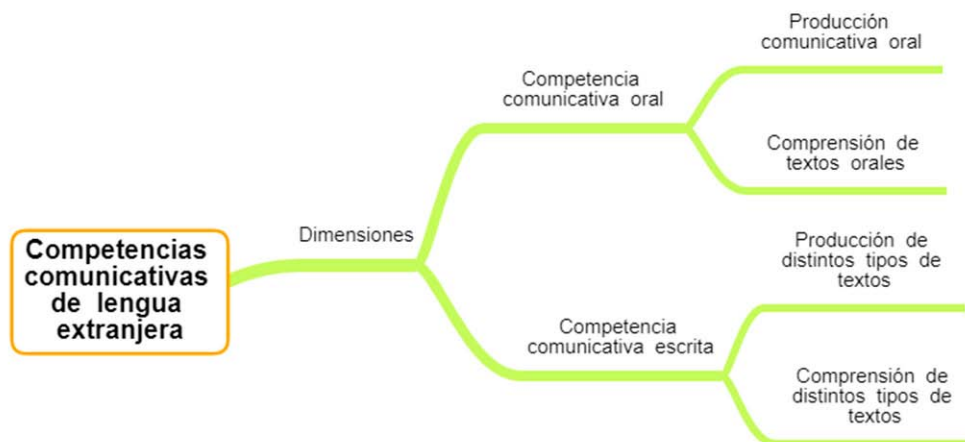 Competencias
comunicativas
de lengua
extranjera
Dimensiones
Competencia
comunicativa oral
Producción
comunicativa oral
Comprensión de
textos orales
Competencia
comunicativa escrita
Producción de
distintos tipos de
textos
Comprensión de
distintos tipos de
textos